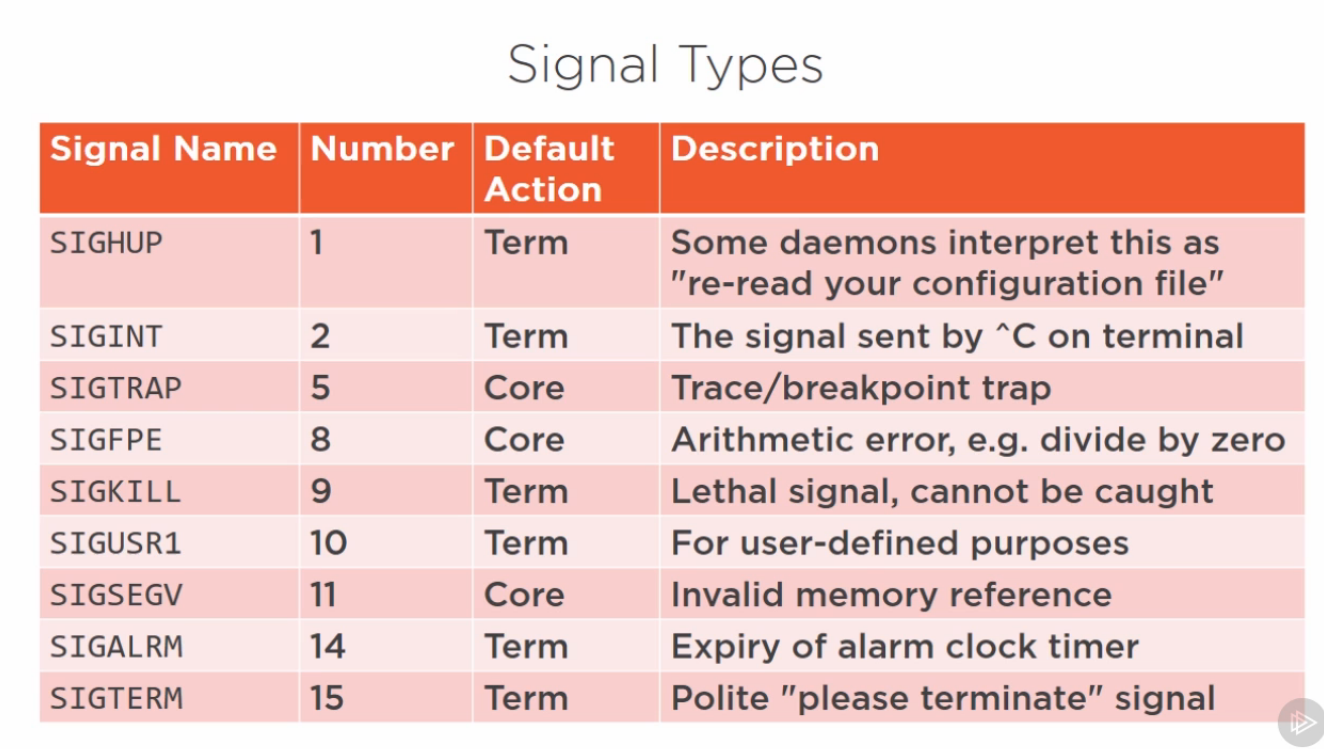 Signal Types
Signal Name Number Default Action Description
SIGHUP 1 Term Some daemons interpret this as
"re-read your configuration file"
SIGINT 2 Term The signal sent by ^C on terminal
SIGTRAP 5 Core Trace/breakpoint trap
SIGFPE 8 Core Arithmetic error, e.g. divide by zero
SIGKILL 9 Term Lethal signal, cannot be caught
SIGUSR1 10 Term For user-defined purposes
SIGSEGV 11 Core Invalid memory reference
SIGALRM 14 Term Expiry of alarm clock timer
SIGTERM 15 Term Polite "please terminate" signal